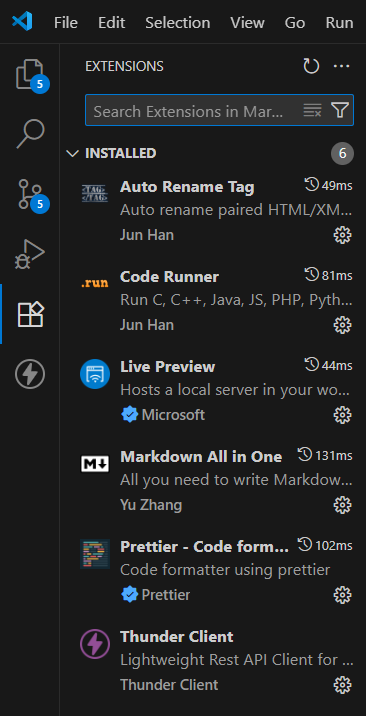 File Edit Selection View Go Run
EXTENSIONS
5
Search Extensions in Mar...
INSTALLED 6
5
TAG TAG
Auto Rename Tag 49ms
Auto rename paired HTML/XM...
Jun Han
.run
Code Runner 81ms
Run C, C++, Java, JS, PHP, Pyth...
Jun Han
Live Preview 44ms
Hosts a local server in your wo...
Microsoft
M
Markdown All in One 131ms
All you need to write Markdow...
Yu Zhang
Prettier - Code form... 102ms
Code formatter using prettier
Prettier
Thunder Client
Lightweight Rest API Client for ...
Thunder Client